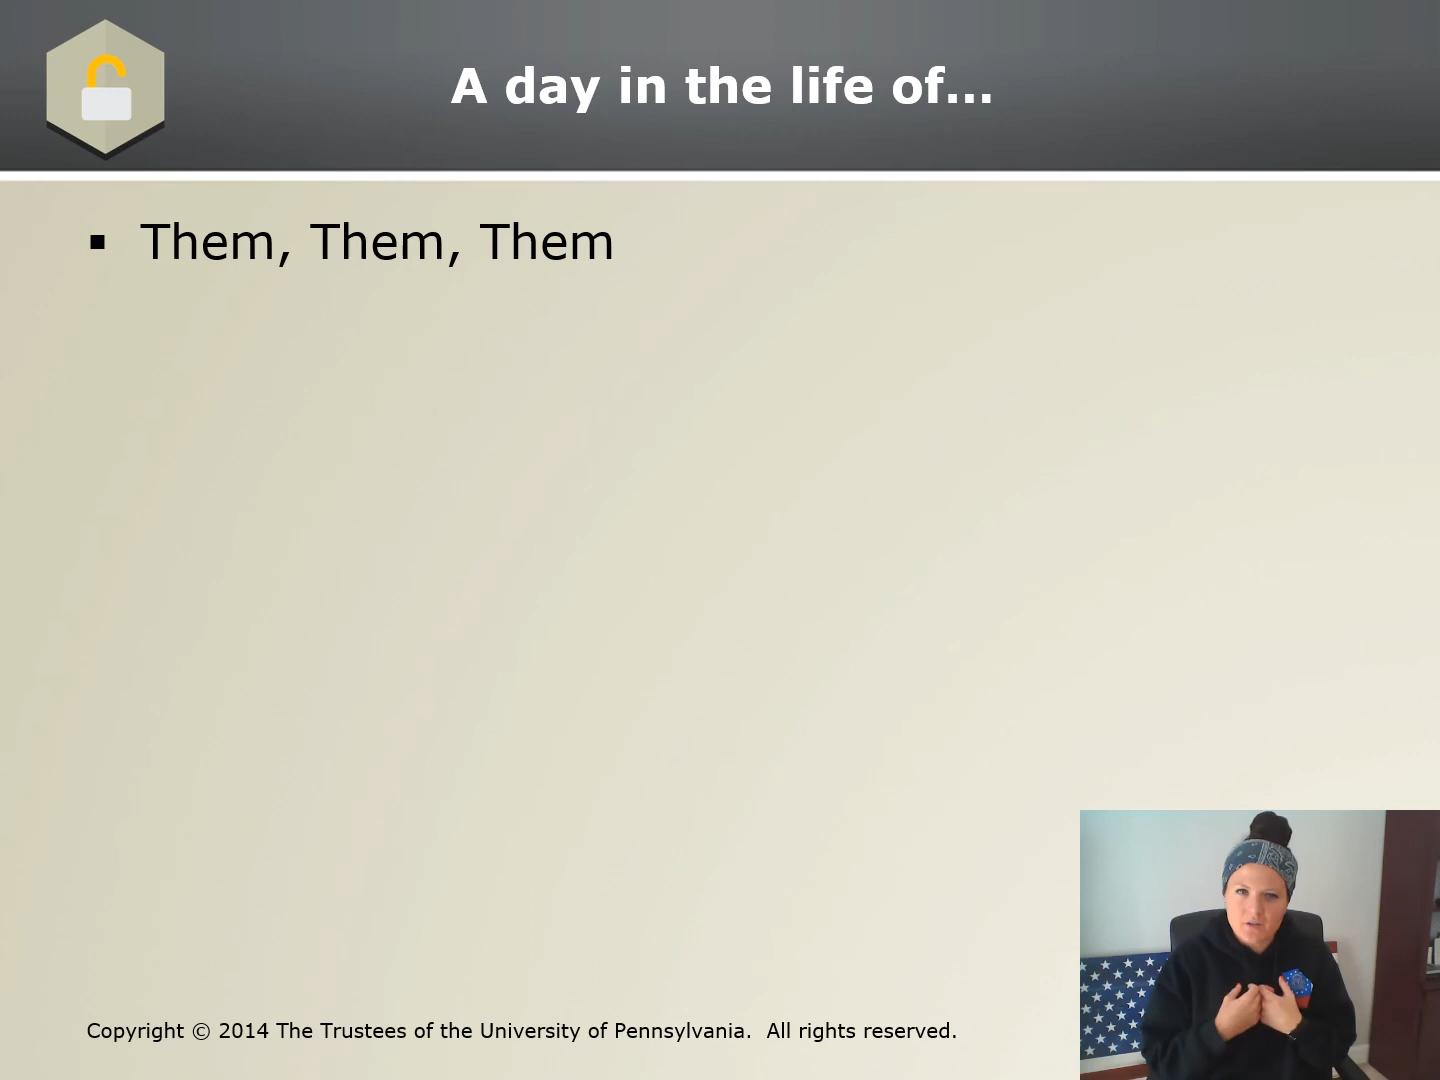 A day in the life of…
▪ Them, Them, Them
Copyright © 2014 The Trustees of the University of Pennsylvania.  All rights reserved.